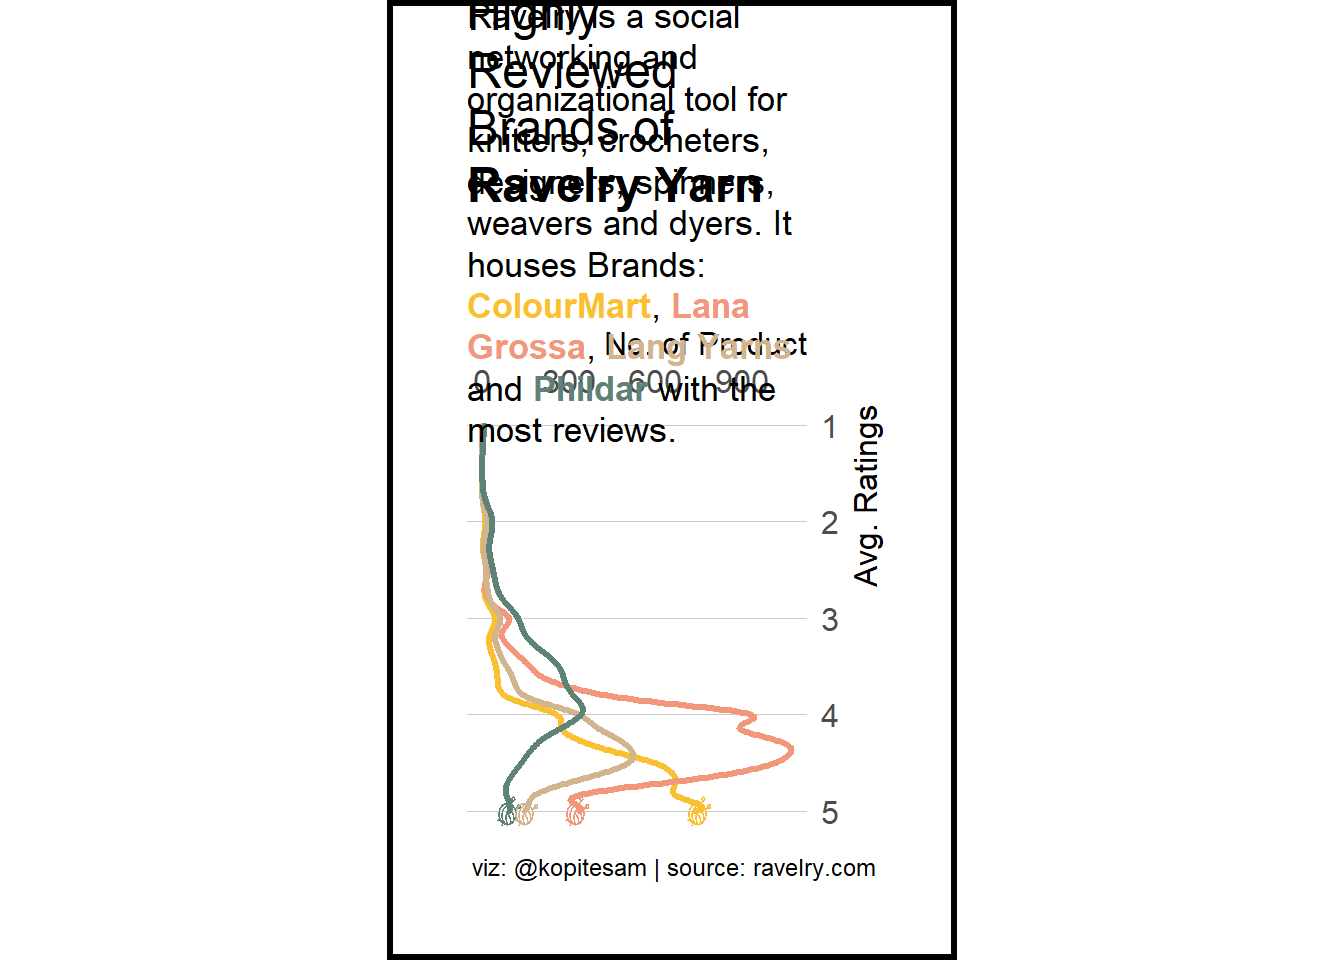 Highly
Reviewed
Brands of
Ravelry Yarn
Ravelry is a social
networking and
organizational tool for
knitters, crocheters,
designers, spinners,
weavers and dyers. It
houses Brands:
ColourMart, Lana
Grossa, Lang Yarns
and Phildar with the
most reviews.
No. of Product
0 300 600 900
1
2
3
4
5
Avg. Ratings
viz: @kopitesam | source: ravelry.com